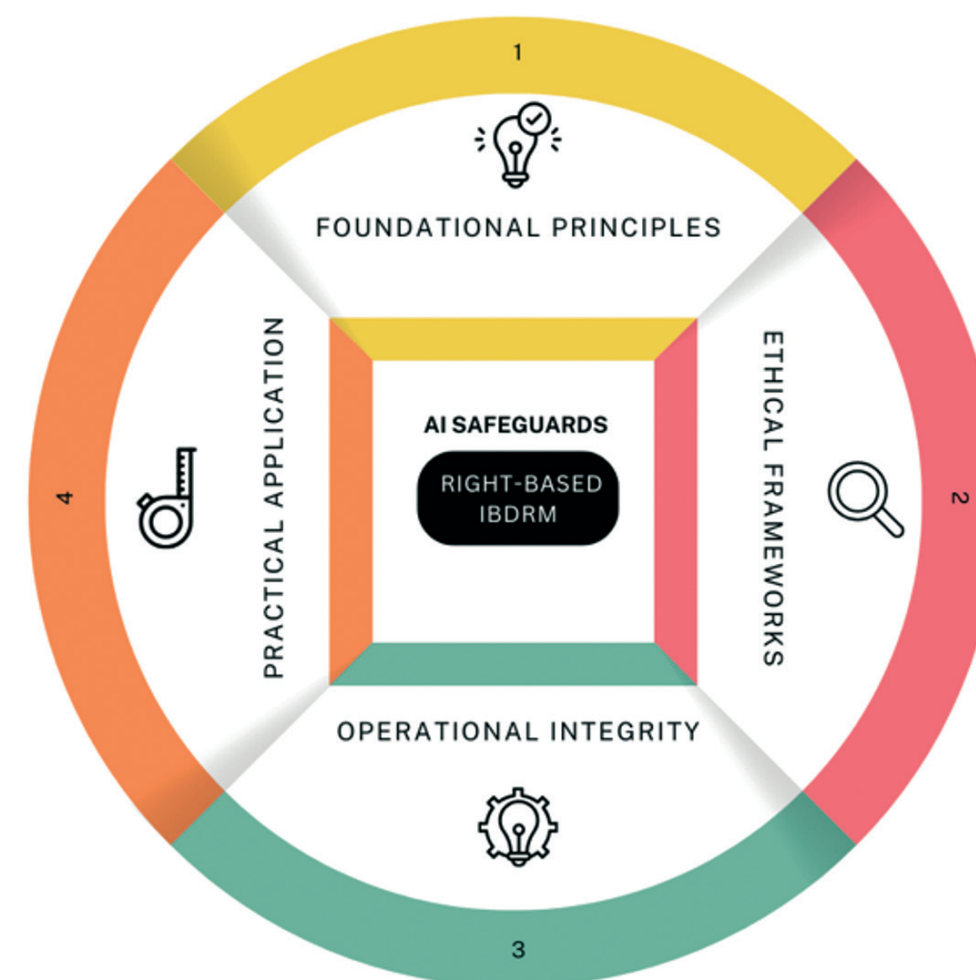 1
FOUNDATIONAL PRINCIPLES
ETHICAL FRAMEWORKS
2
OPERATIONAL INTEGRITY
3
PRACTICAL APPLICATION
4
AI SAFEGUARDS
RIGHT-BASED
IBDRM